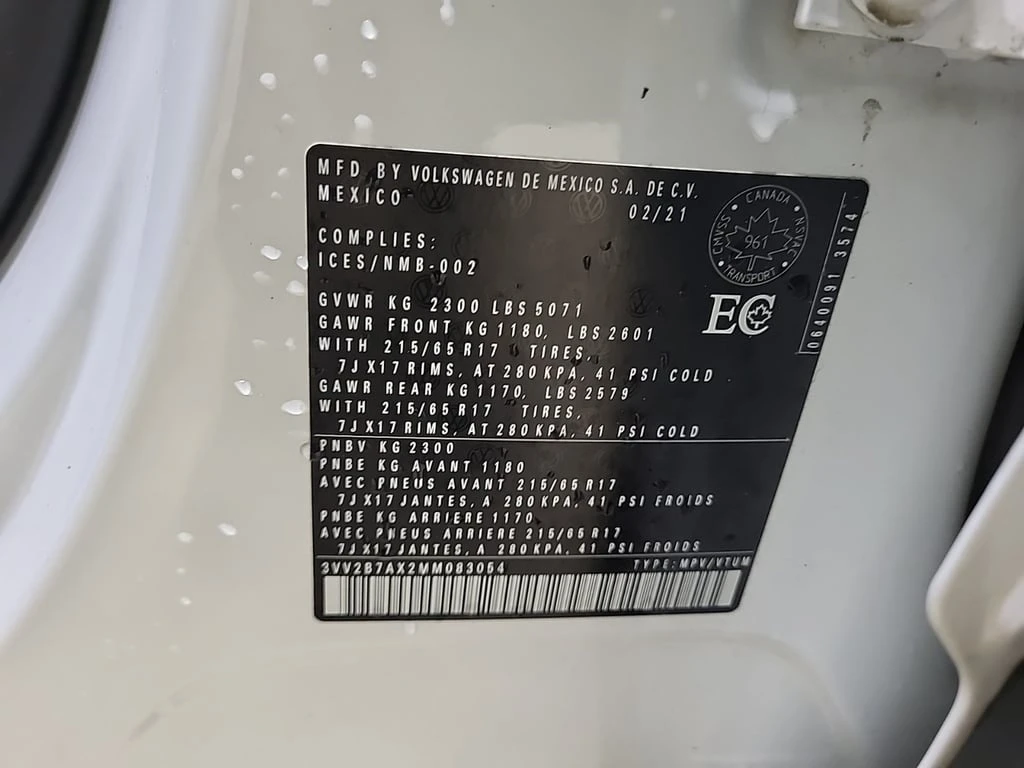 MFD. BY VOLKSWAGEN DE MEXICO S.A. DE C.V.
MEXICO
02/21
CANADA
CMVSS
NSVAC
961
TRANSPORT
0640091 3574
COMPLIES:
ICES/NMB-002
EC
GVWR KG 2300 LBS 5071
GAWR FRONT KG 1180, LBS 2601
WITH 215/65 R17 TIRES,
7J X17 RIMS, AT 280 KPA, 41 PSI COLD
GAWR REAR KG 1170, LBS 2579
WITH 215/65 R17 TIRES,
7J X17 RIMS, AT 280 KPA, 41 PSI COLD
PNBV KG 2300
PNBE KG AVANT 1180
AVEC PNEUS AVANT 215/65 R17
7J X17 JANTES, A 280 KPA, 41 PSI FROIDS
PNBE KG ARRIERE 1170
AVEC PNEUS ARRIERE 215/65 R17
7J X17 JANTES, A 280 KPA, 41 PSI FROIDS
3VV2B7AX2MM083054 TYPE: MPV/VTUM